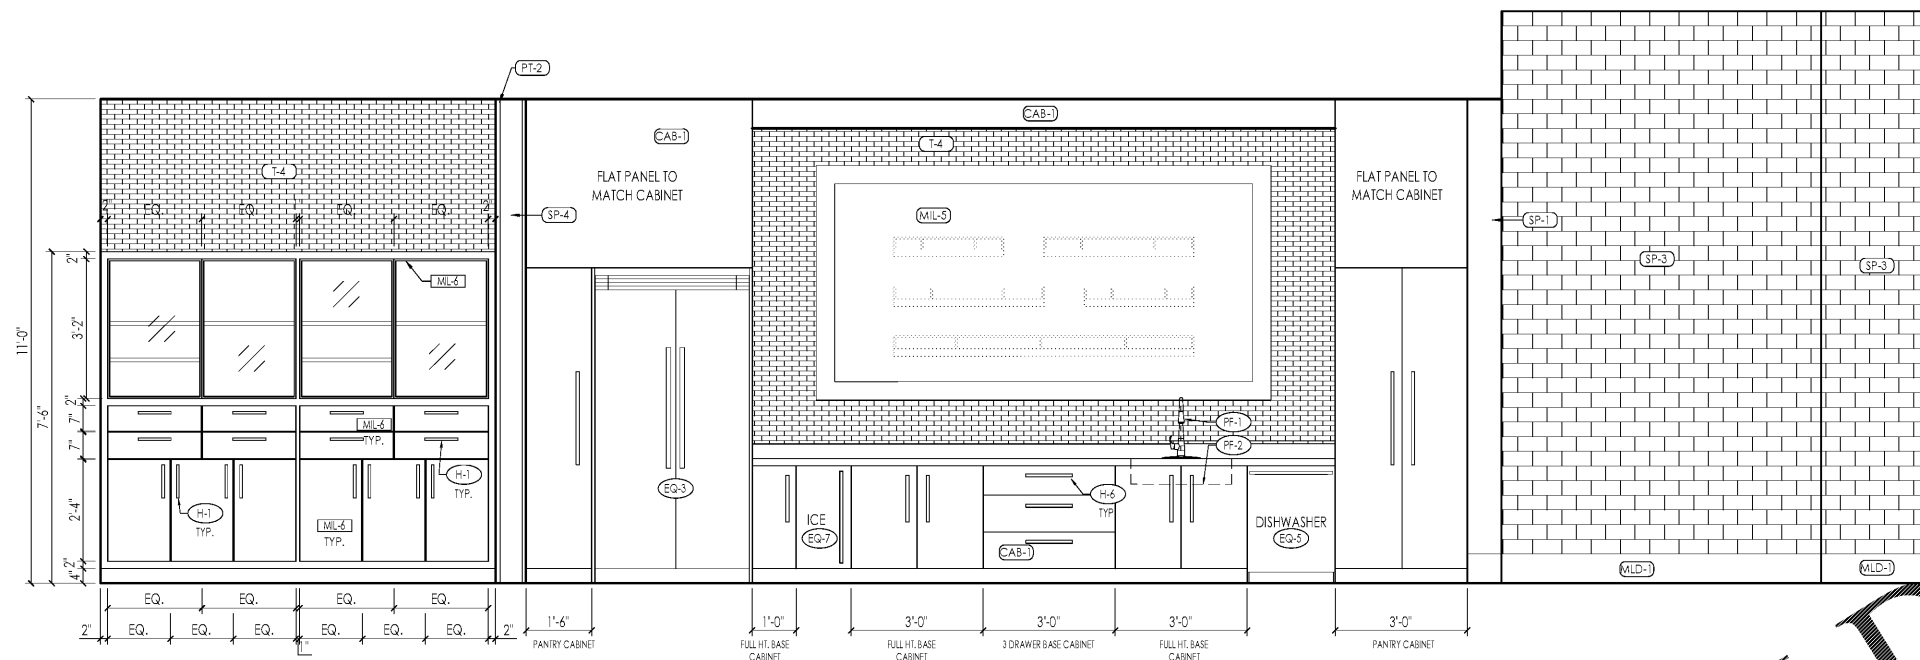 PT-2
CAB-1
CAB-1
T-4
T-4
FLAT PANEL TO
MATCH CABINET
FLAT PANEL TO
MATCH CABINET
2" EQ. EQ. EQ. EQ. 2"
SP-4
MIL-5
SP-1
SP-3
SP-3
MIL-6
11'-0"
7'-6"
2"
3'-2"
2"
7"
7"
2'-4"
2"
4"
MIL-6
TYP.
H-1
TYP.
H-1
TYP.
MIL-6
TYP.
EQ-3
PF-1
PF-2
H-6
TYP
ICE
EQ-7
CAB-1
DISHWASHER
EQ-5
MLD-1
MLD-1
EQ. EQ. EQ. EQ.
2" EQ. EQ. EQ. EQ. EQ. EQ. 2"
1"
1'-6"
PANTRY CABINET
1'-0"
FULL HT. BASE
CABINET
3'-0"
FULL HT. BASE
CABINET
3'-0"
3 DRAWER BASE CABINET
3'-0"
FULL HT. BASE
CABINET
3'-0"
PANTRY CABINET